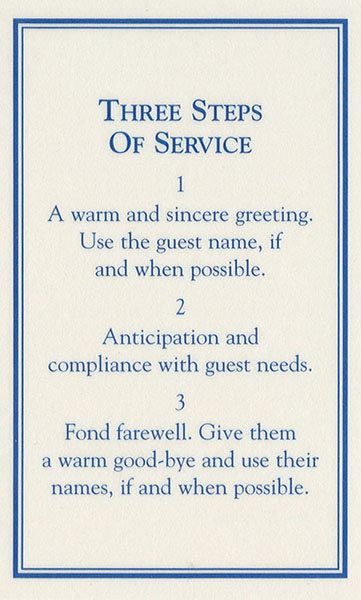 THREE STEPS
OF SERVICE
1
A warm and sincere greeting.
Use the guest name, if
and when possible.
2
Anticipation and
compliance with guest needs.
3
Fond farewell. Give them
a warm good-bye and use their
names, if and when possible.